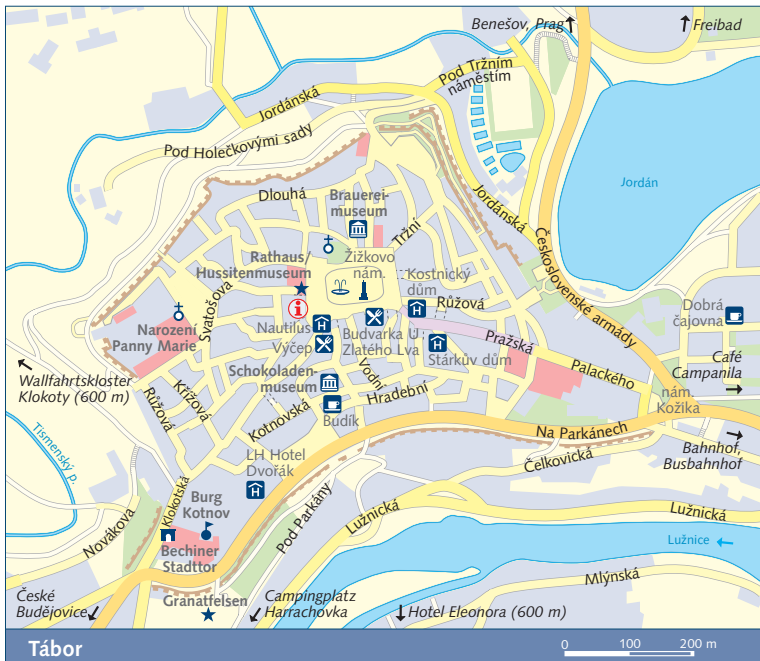 Benešov, Prag
Freibad
Pod Tržním
náměstím
Jordánská
Pod Holečkovými sady
Jordán
Dlouhá
Brauerei-
museum
Jordánská
Tržní
Rathaus/
Hussitenmuseum
Žižkovo
nám.
Kostnický
dům
Československé armády
Svatošova
Růžová
Dobrá
čajovna
Narození
Panny Marie
Nautilus
Výčep
Budvarka U
Zlatého Lva
Pražská
Stárkův dům
Café
Campanila
Wallfahrtskloster
Klokoty (600 m)
Schokoladen-
museum
Vodní
Palackého
Křížová
Růžová
Hradební
nám.
Kožíka
Kotnovská
Budík
Na Parkánech
Bahnhof,
Busbahnhof
Tismenský p.
LH Hotel
Dvořák
Čelkovická
Klokotská
Burg
Kotnov
Pod Parkány
Lužnická
Lužnická
Nováková
Bechiner
Stadttor
Lužnice
Mlýnská
České
Budějovice
Granatfelsen
Campingplatz
Harrachovka
Hotel Eleonora (600 m)
Tábor
0 100 200 m